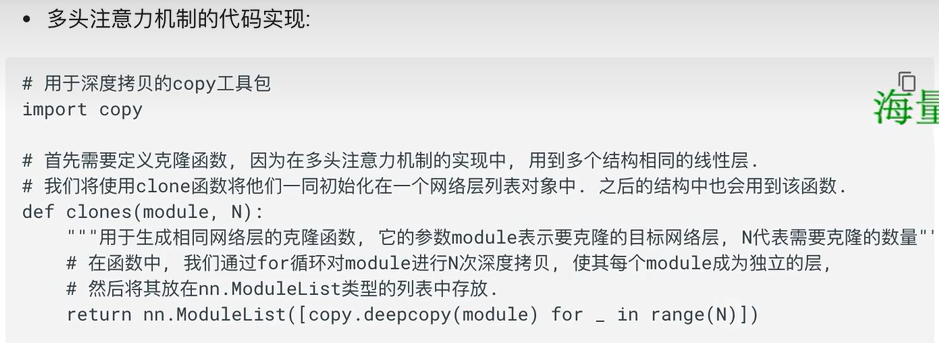 • 多头注意力机制的代码实现:
# 用于深度拷贝的copy工具包
import copy
海量
# 首先需要定义克隆函数, 因为在多头注意力机制的实现中, 用到多个结构相同的线性层.
# 我们将使用clone函数将他们一同初始化在一个网络层列表对象中. 之后的结构中也会用到该函数.
def clones(module, N):
    """用于生成相同网络层的克隆函数, 它的参数module表示要克隆的目标网络层, N代表需要克隆的数量""
    # 在函数中, 我们通过for循环对module进行N次深度拷贝, 使其每个module成为独立的层,
    # 然后将其放在nn.ModuleList类型的列表中存放.
    return nn.ModuleList([copy.deepcopy(module) for _ in range(N)])